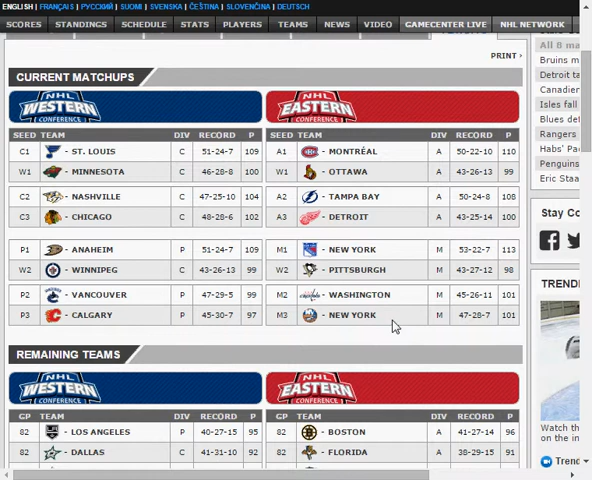 ENGLISH | FRANÇAIS | РУССКИЙ | SUOMI | SVENSKA | ČEŠTINA | SLOVENČINA | DEUTSCH
SCORES STANDINGS SCHEDULE STATS PLAYERS TEAMS NEWS VIDEO GAMECENTER LIVE NHL NETWORK
PRINT ›
CURRENT MATCHUPS
NHL WESTERN CONFERENCE NHL EASTERN CONFERENCE
SEED TEAM DIV RECORD P SEED TEAM DIV RECORD P
C1 - ST. LOUIS C 51-24-7 109 A1 - MONTRÉAL A 50-22-10 110
W1 - MINNESOTA C 46-28-8 100 W1 - OTTAWA A 43-26-13 99
C2 - NASHVILLE C 47-25-10 104 A2 - TAMPA BAY A 50-24-8 108
C3 - CHICAGO C 48-28-6 102 A3 - DETROIT A 43-25-14 100
P1 - ANAHEIM P 51-24-7 109 M1 - NEW YORK M 53-22-7 113
W2 - WINNIPEG C 43-26-13 99 W2 - PITTSBURGH M 43-27-12 98
P2 - VANCOUVER P 47-29-5 99 M2 - WASHINGTON M 45-26-11 101
P3 - CALGARY P 45-30-7 97 M3 - NEW YORK M 47-28-7 101
REMAINING TEAMS
NHL WESTERN CONFERENCE NHL EASTERN CONFERENCE
GP TEAM DIV RECORD P GP TEAM DIV RECORD P
82 - LOS ANGELES P 40-27-15 95 82 - BOSTON A 41-27-14 96
82 - DALLAS C 41-31-10 92 82 - FLORIDA A 38-29-15 91
All 8 ma
Bruins m
Detroit ta
Canadien
Isles fall
Blues def
Rangers
Habs' Pa
Penguins
Eric Staa
Stay Co
TRENDI
Watch th
on the in
Trend